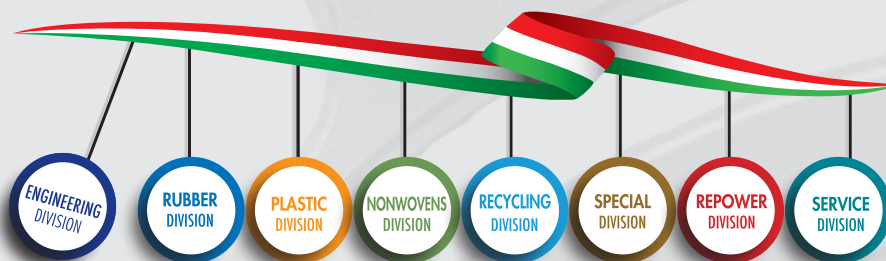 ENGINEERING
DIVISION
RUBBER
DIVISION
PLASTIC
DIVISION
NONWOVENS
DIVISION
RECYCLING
DIVISION
SPECIAL
DIVISION
REPOWER
DIVISION
SERVICE
DIVISION